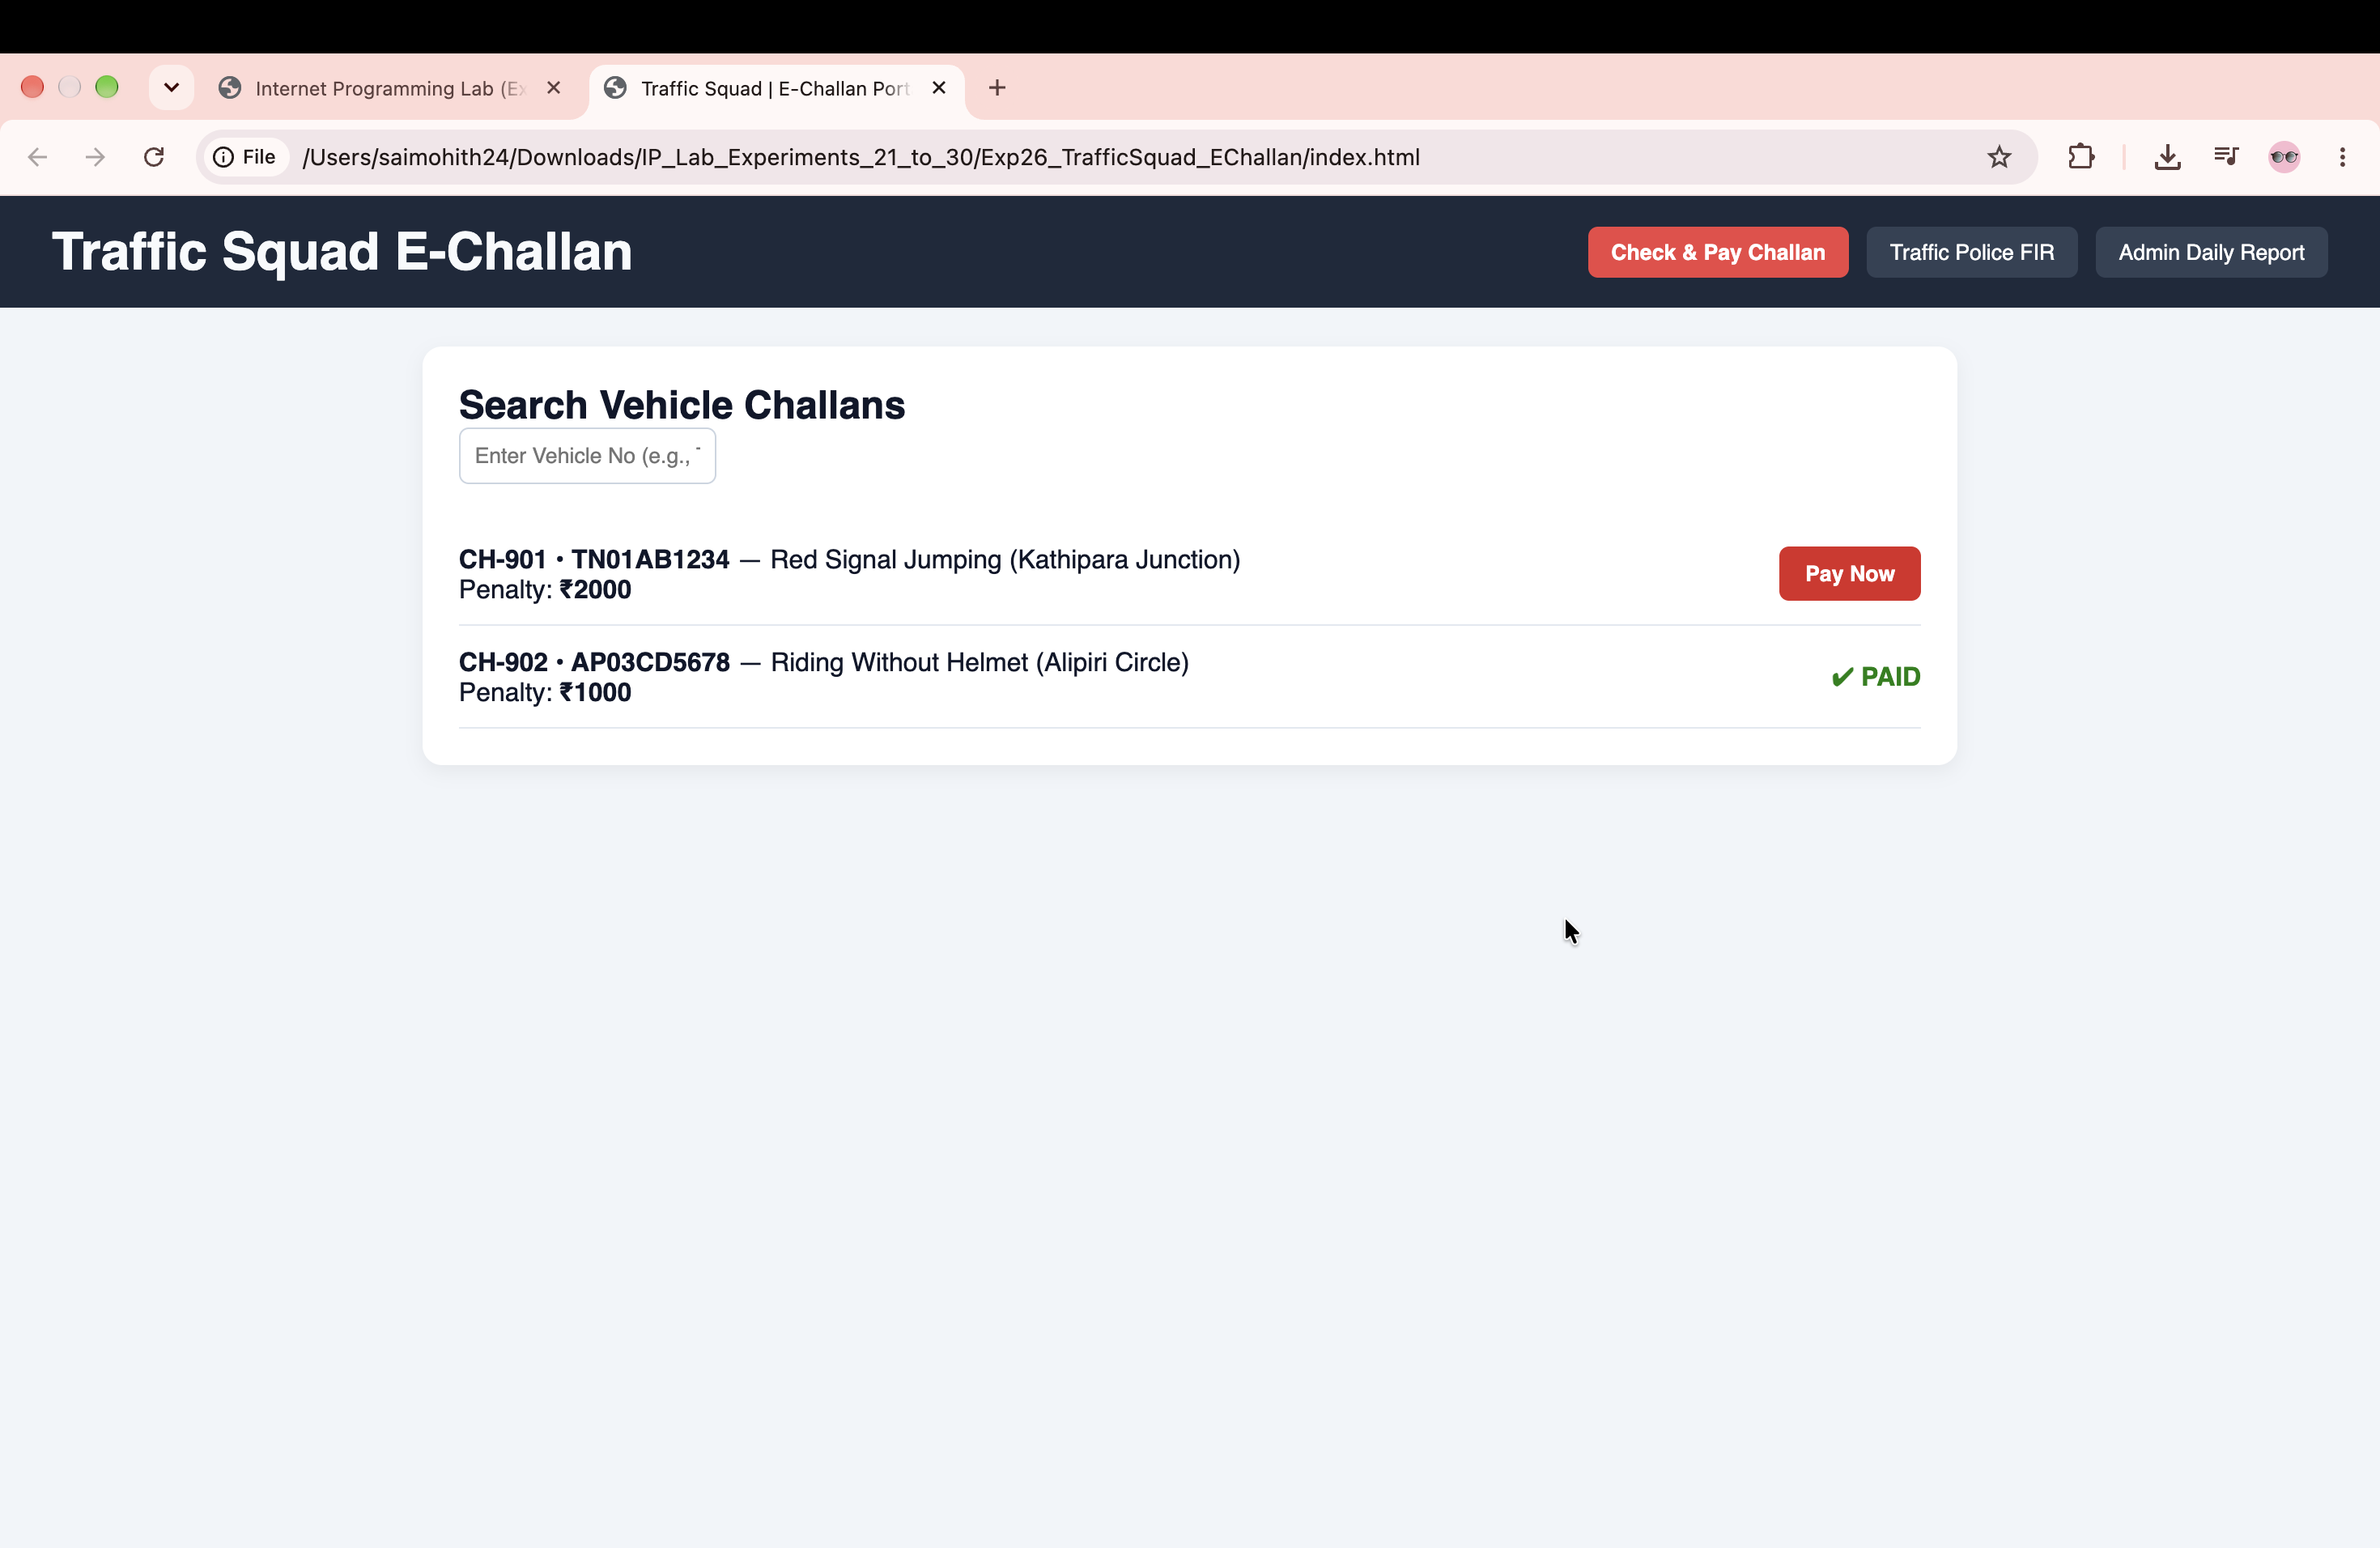 Internet Programming Lab (Ex
Traffic Squad | E-Challan Port
File
/Users/saimohith24/Downloads/IP_Lab_Experiments_21_to_30/Exp26_TrafficSquad_EChallan/index.html
Traffic Squad E-Challan
Check & Pay Challan
Traffic Police FIR
Admin Daily Report
Search Vehicle Challans
Enter Vehicle No (e.g.,
CH-901 • TN01AB1234 — Red Signal Jumping (Kathipara Junction)
Penalty: ₹2000
Pay Now
CH-902 • AP03CD5678 — Riding Without Helmet (Alipiri Circle)
Penalty: ₹1000
✔ PAID